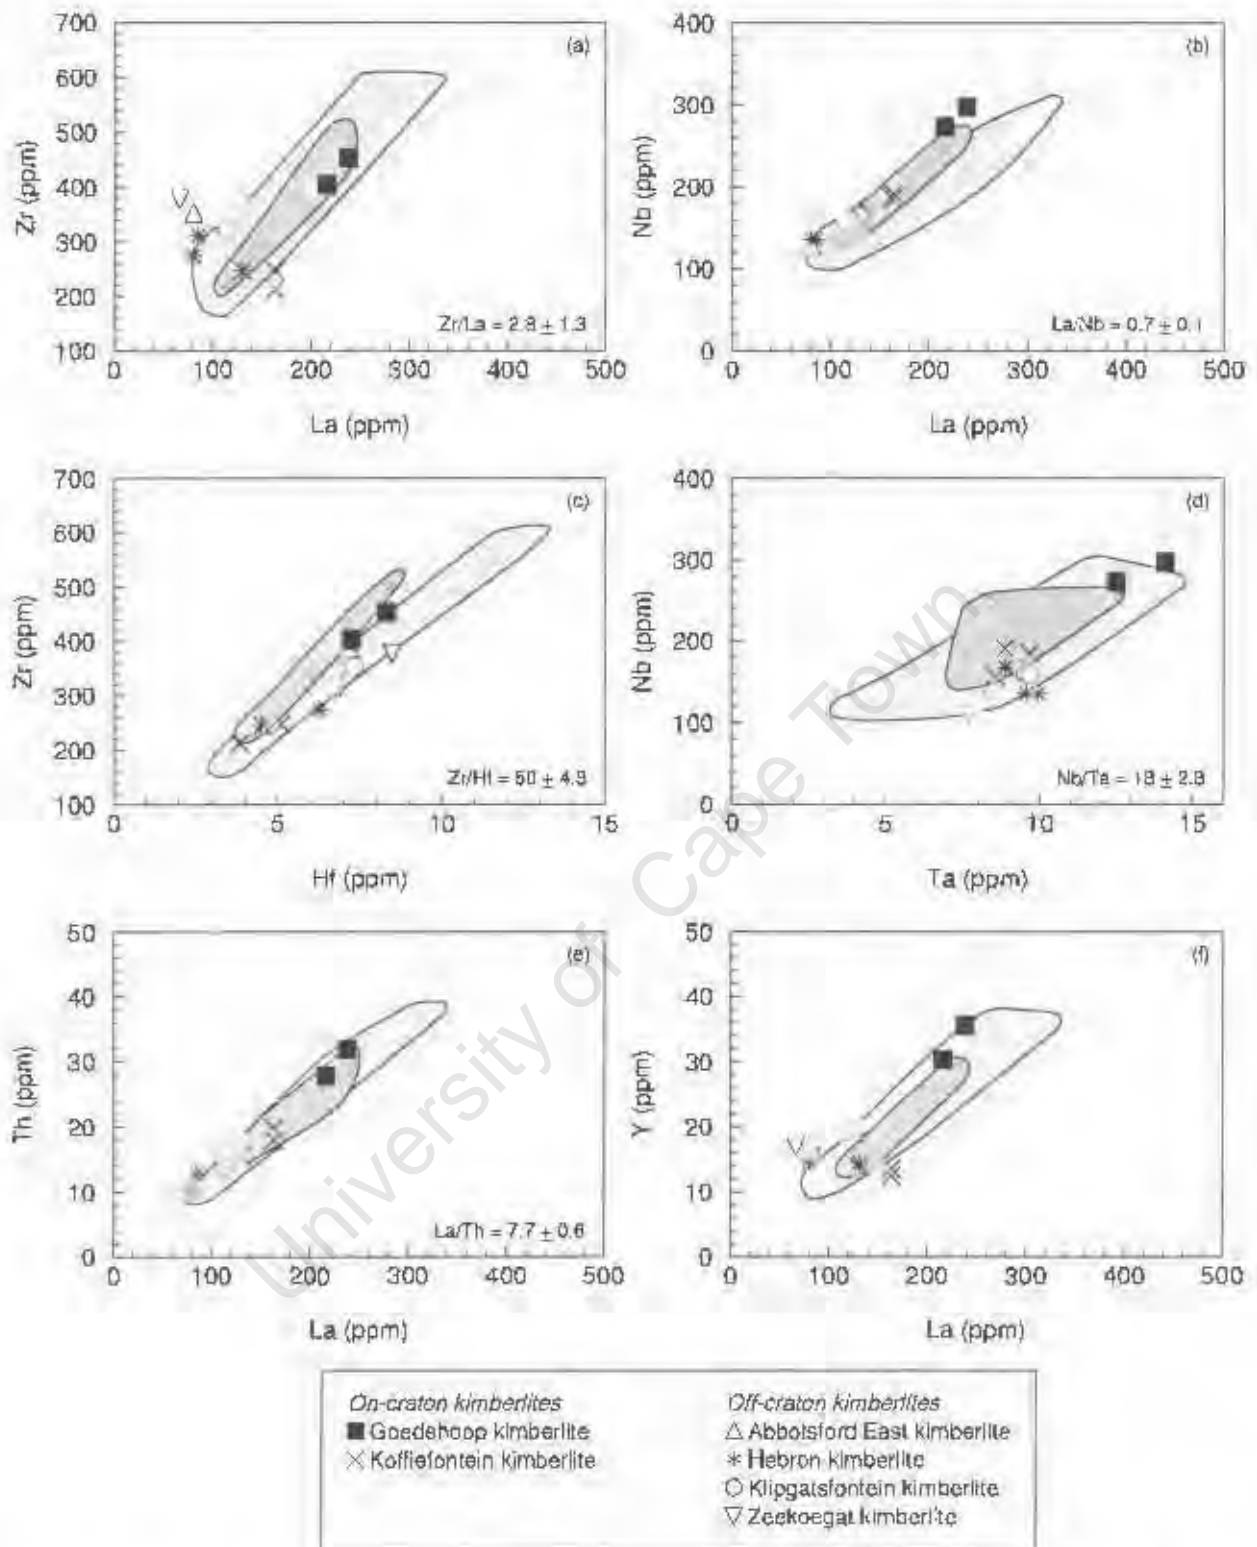 700
600
500
400
300
200
100
Zr (ppm)
(a)
Zr/La = 2.8 ± 1.3
0 100 200 300 400 500
La (ppm)
400
300
200
100
0
Nb (ppm)
(b)
La/Nb = 0.7 ± 0.1
0 100 200 300 400 500
La (ppm)
700
600
500
400
300
200
100
Zr (ppm)
(c)
Zr/Hf = 50 ± 4.9
0 5 10 15
Hf (ppm)
400
300
200
100
0
Nb (ppm)
(d)
Nb/Ta = 18 ± 2.8
0 5 10 15
Ta (ppm)
50
40
30
20
10
0
Th (ppm)
(e)
La/Th = 7.7 ± 0.6
0 100 200 300 400 500
La (ppm)
50
40
30
20
10
0
Y (ppm)
(f)
0 100 200 300 400 500
La (ppm)
University of Cape Town
On-craton kimberlites
Goedehoop kimberlite
Koffiefontein kimberlite
Off-craton kimberlites
Abbotsford East kimberlite
Hebron kimberlite
Klipgatsfontein kimberlite
Zeekoegat kimberlite